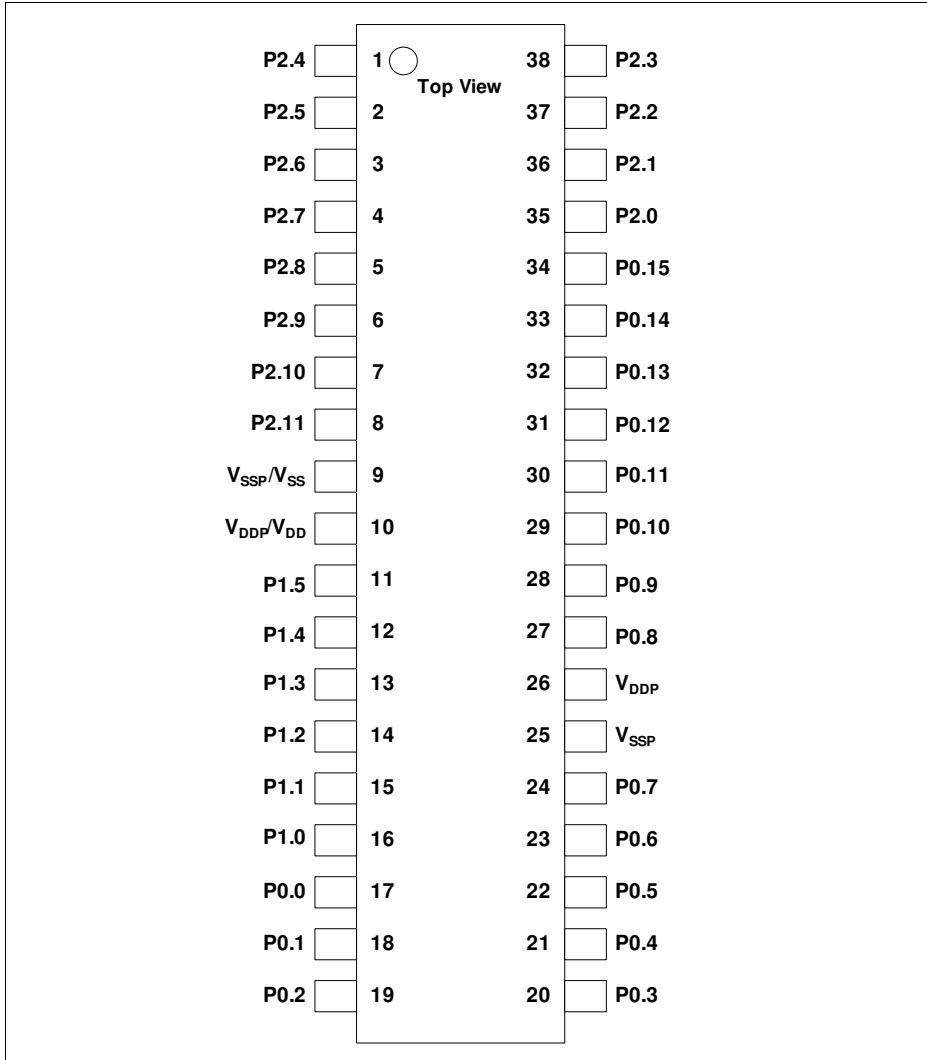 P2.4 1 38 P2.3
Top View
P2.5 2 37 P2.2
P2.6 3 36 P2.1
P2.7 4 35 P2.0
P2.8 5 34 P0.15
P2.9 6 33 P0.14
P2.10 7 32 P0.13
P2.11 8 31 P0.12
VSSP/VSS 9 30 P0.11
VDDP/VDD 10 29 P0.10
P1.5 11 28 P0.9
P1.4 12 27 P0.8
P1.3 13 26 VDDP
P1.2 14 25 VSSP
P1.1 15 24 P0.7
P1.0 16 23 P0.6
P0.0 17 22 P0.5
P0.1 18 21 P0.4
P0.2 19 20 P0.3